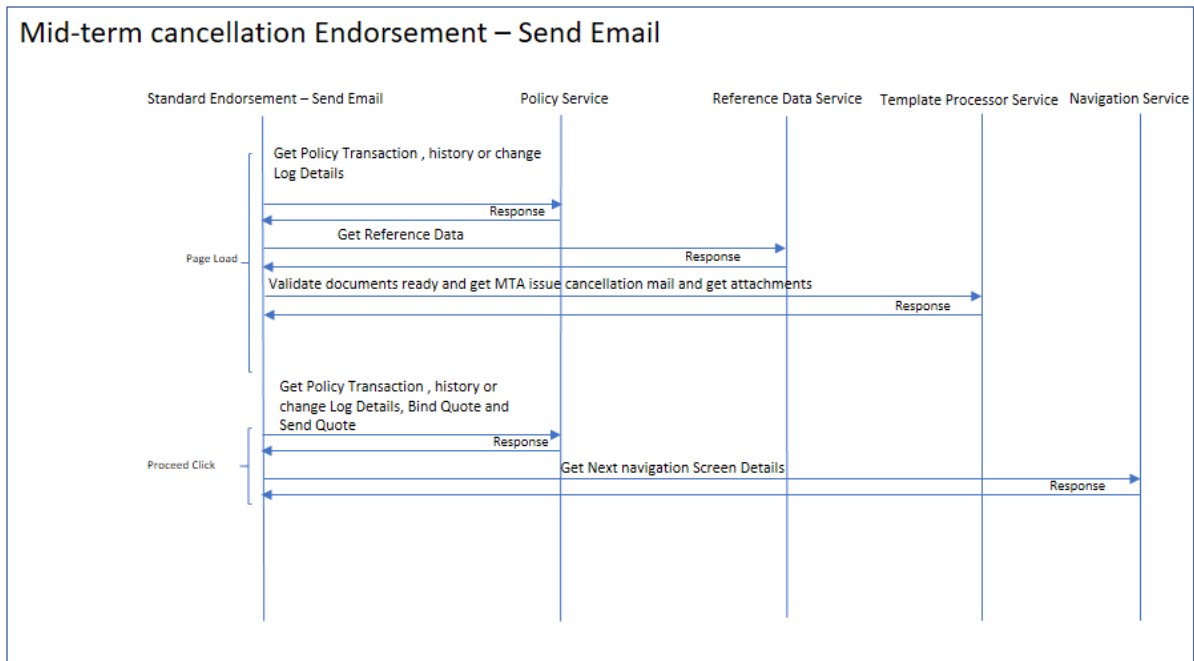 Mid-term cancellation Endorsement – Send Email
Standard Endorsement – Send Email
Policy Service
Reference Data Service
Template Processor Service
Navigation Service
Get Policy Transaction , history or change
Log Details
Response
Get Reference Data
Page Load
Response
Validate documents ready and get MTA issue cancellation mail and get attachments
Response
Get Policy Transaction , history or
change Log Details, Bind Quote and
Send Quote
Response
Proceed Click
Get Next navigation Screen Details
Response